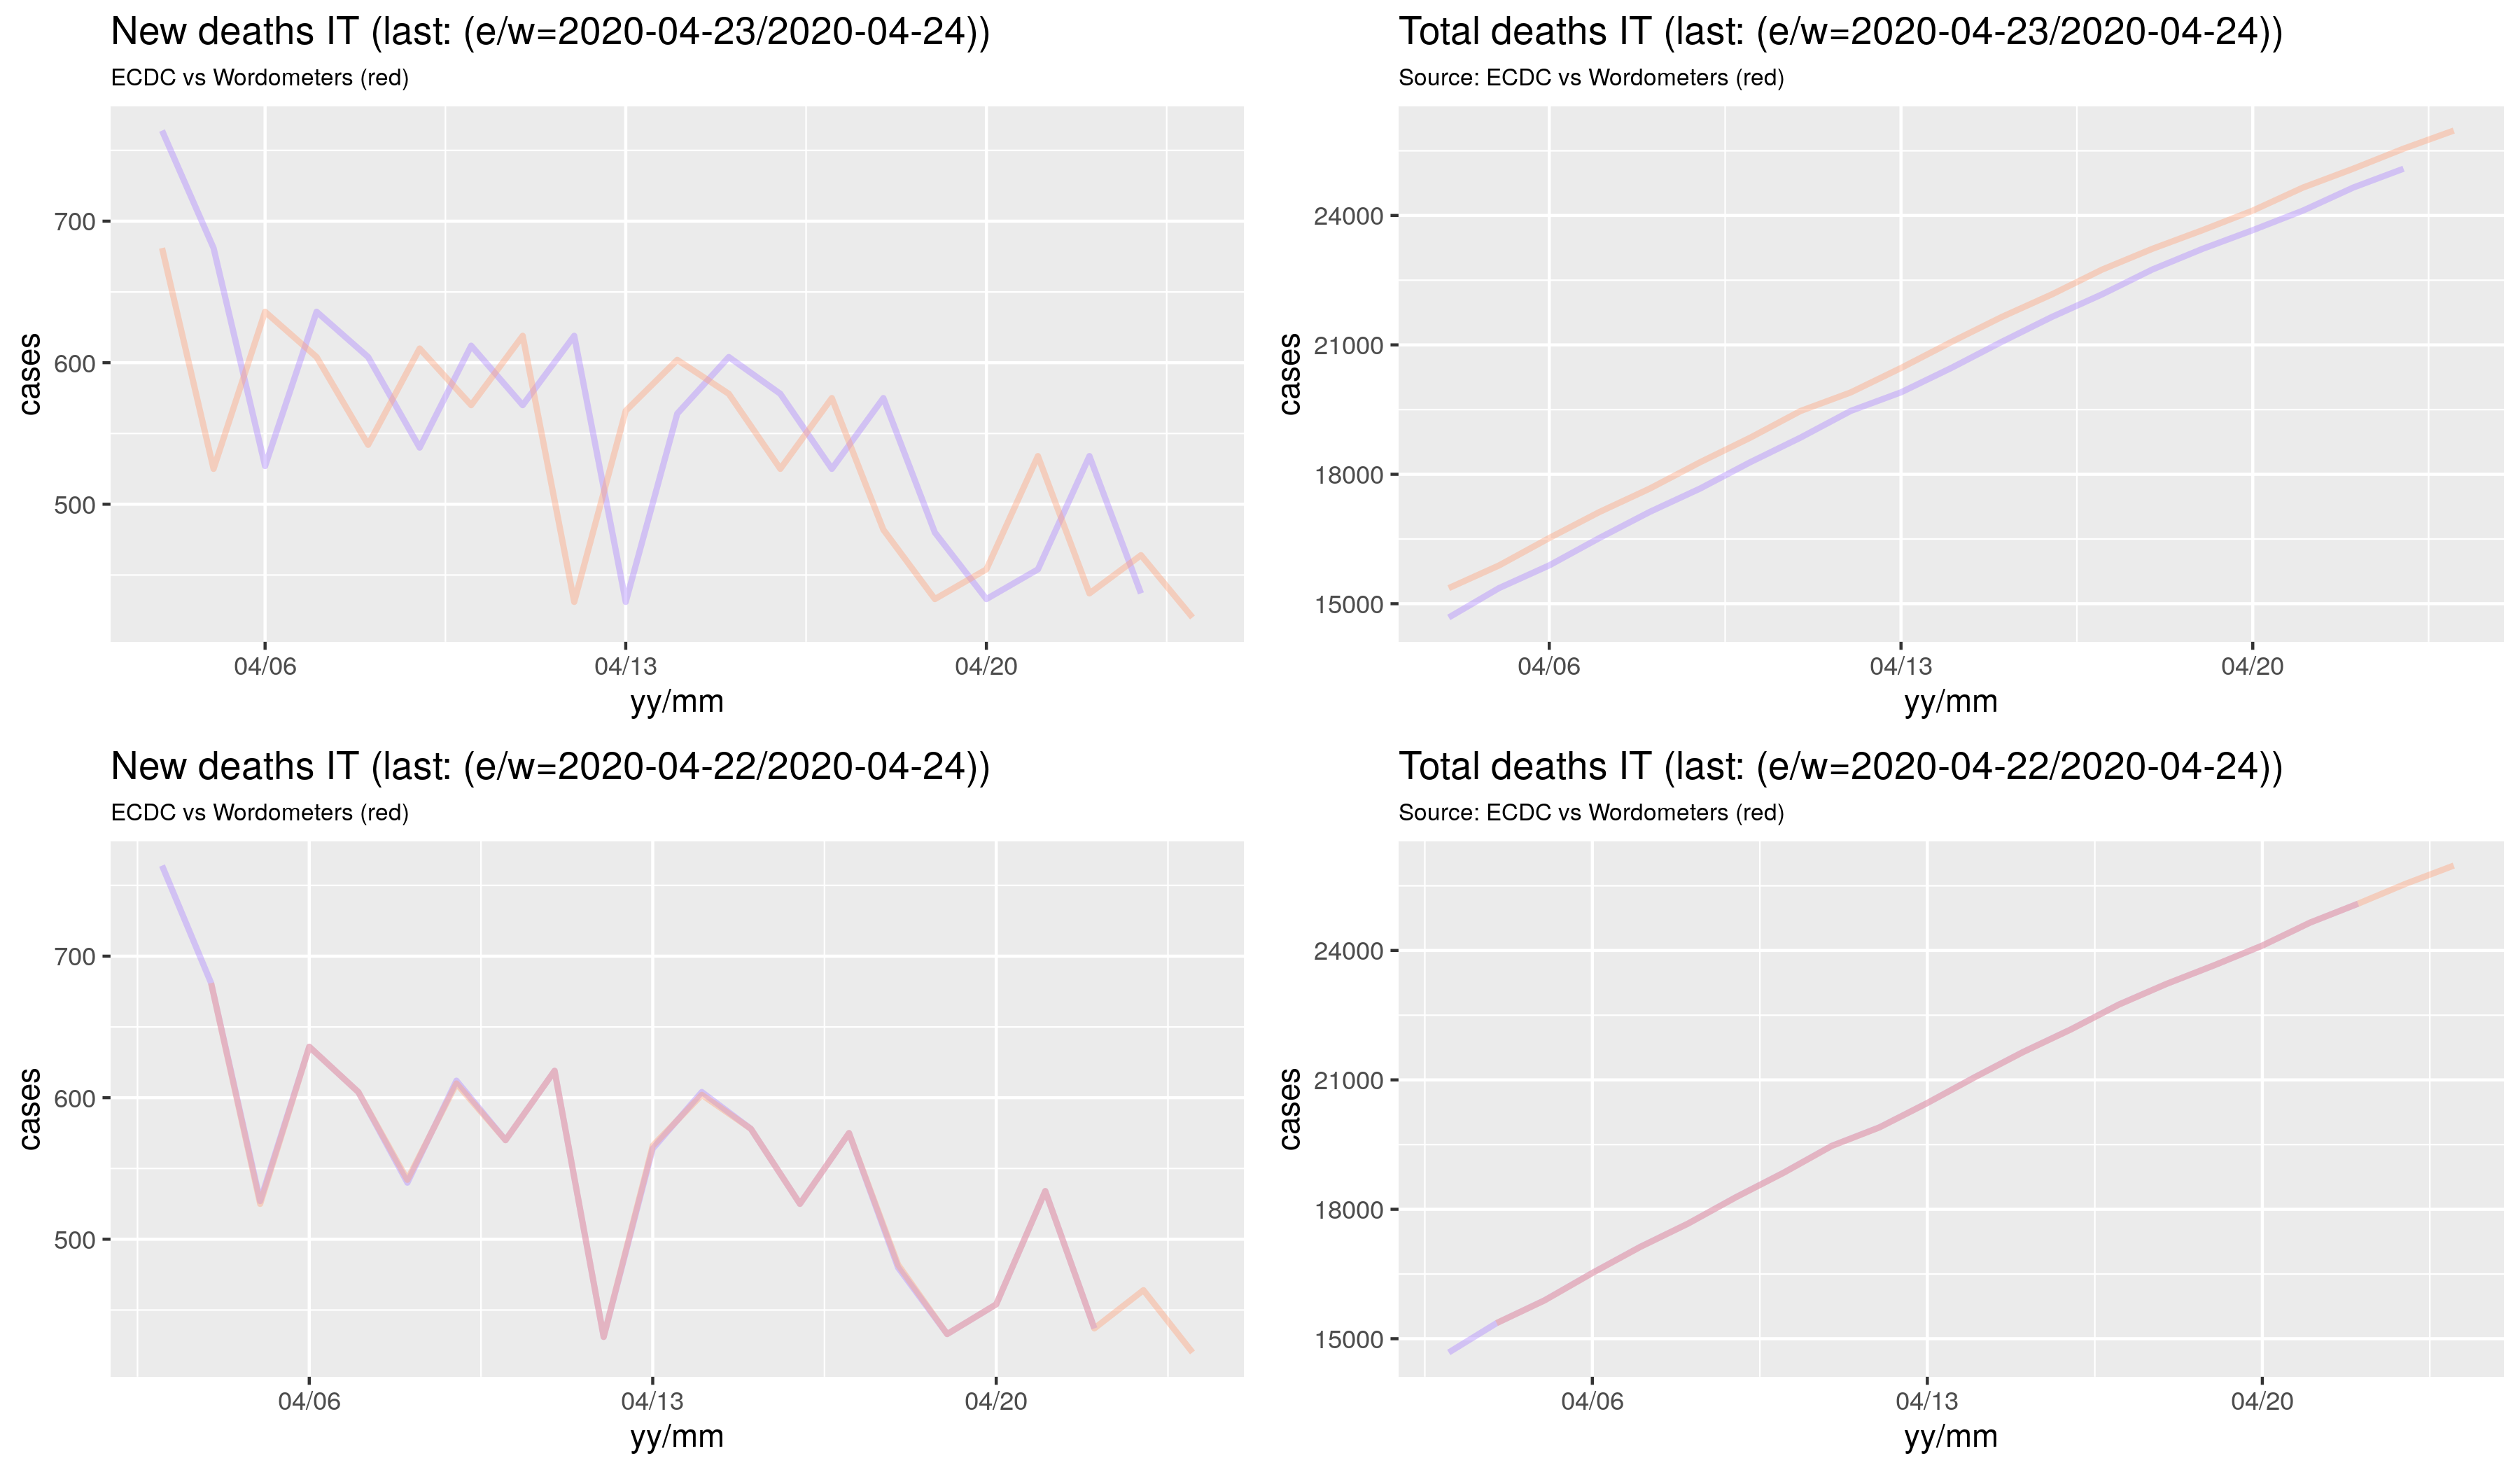 New deaths IT (last: (e/w=2020-04-23/2020-04-24))
ECDC vs Wordometers (red)
cases
700
600
500
04/06
04/13
04/20
yy/mm
Total deaths IT (last: (e/w=2020-04-23/2020-04-24))
Source: ECDC vs Wordometers (red)
cases
24000
21000
18000
15000
04/06
04/13
04/20
yy/mm
New deaths IT (last: (e/w=2020-04-22/2020-04-24))
ECDC vs Wordometers (red)
cases
700
600
500
04/06
04/13
04/20
yy/mm
Total deaths IT (last: (e/w=2020-04-22/2020-04-24))
Source: ECDC vs Wordometers (red)
cases
24000
21000
18000
15000
04/06
04/13
04/20
yy/mm